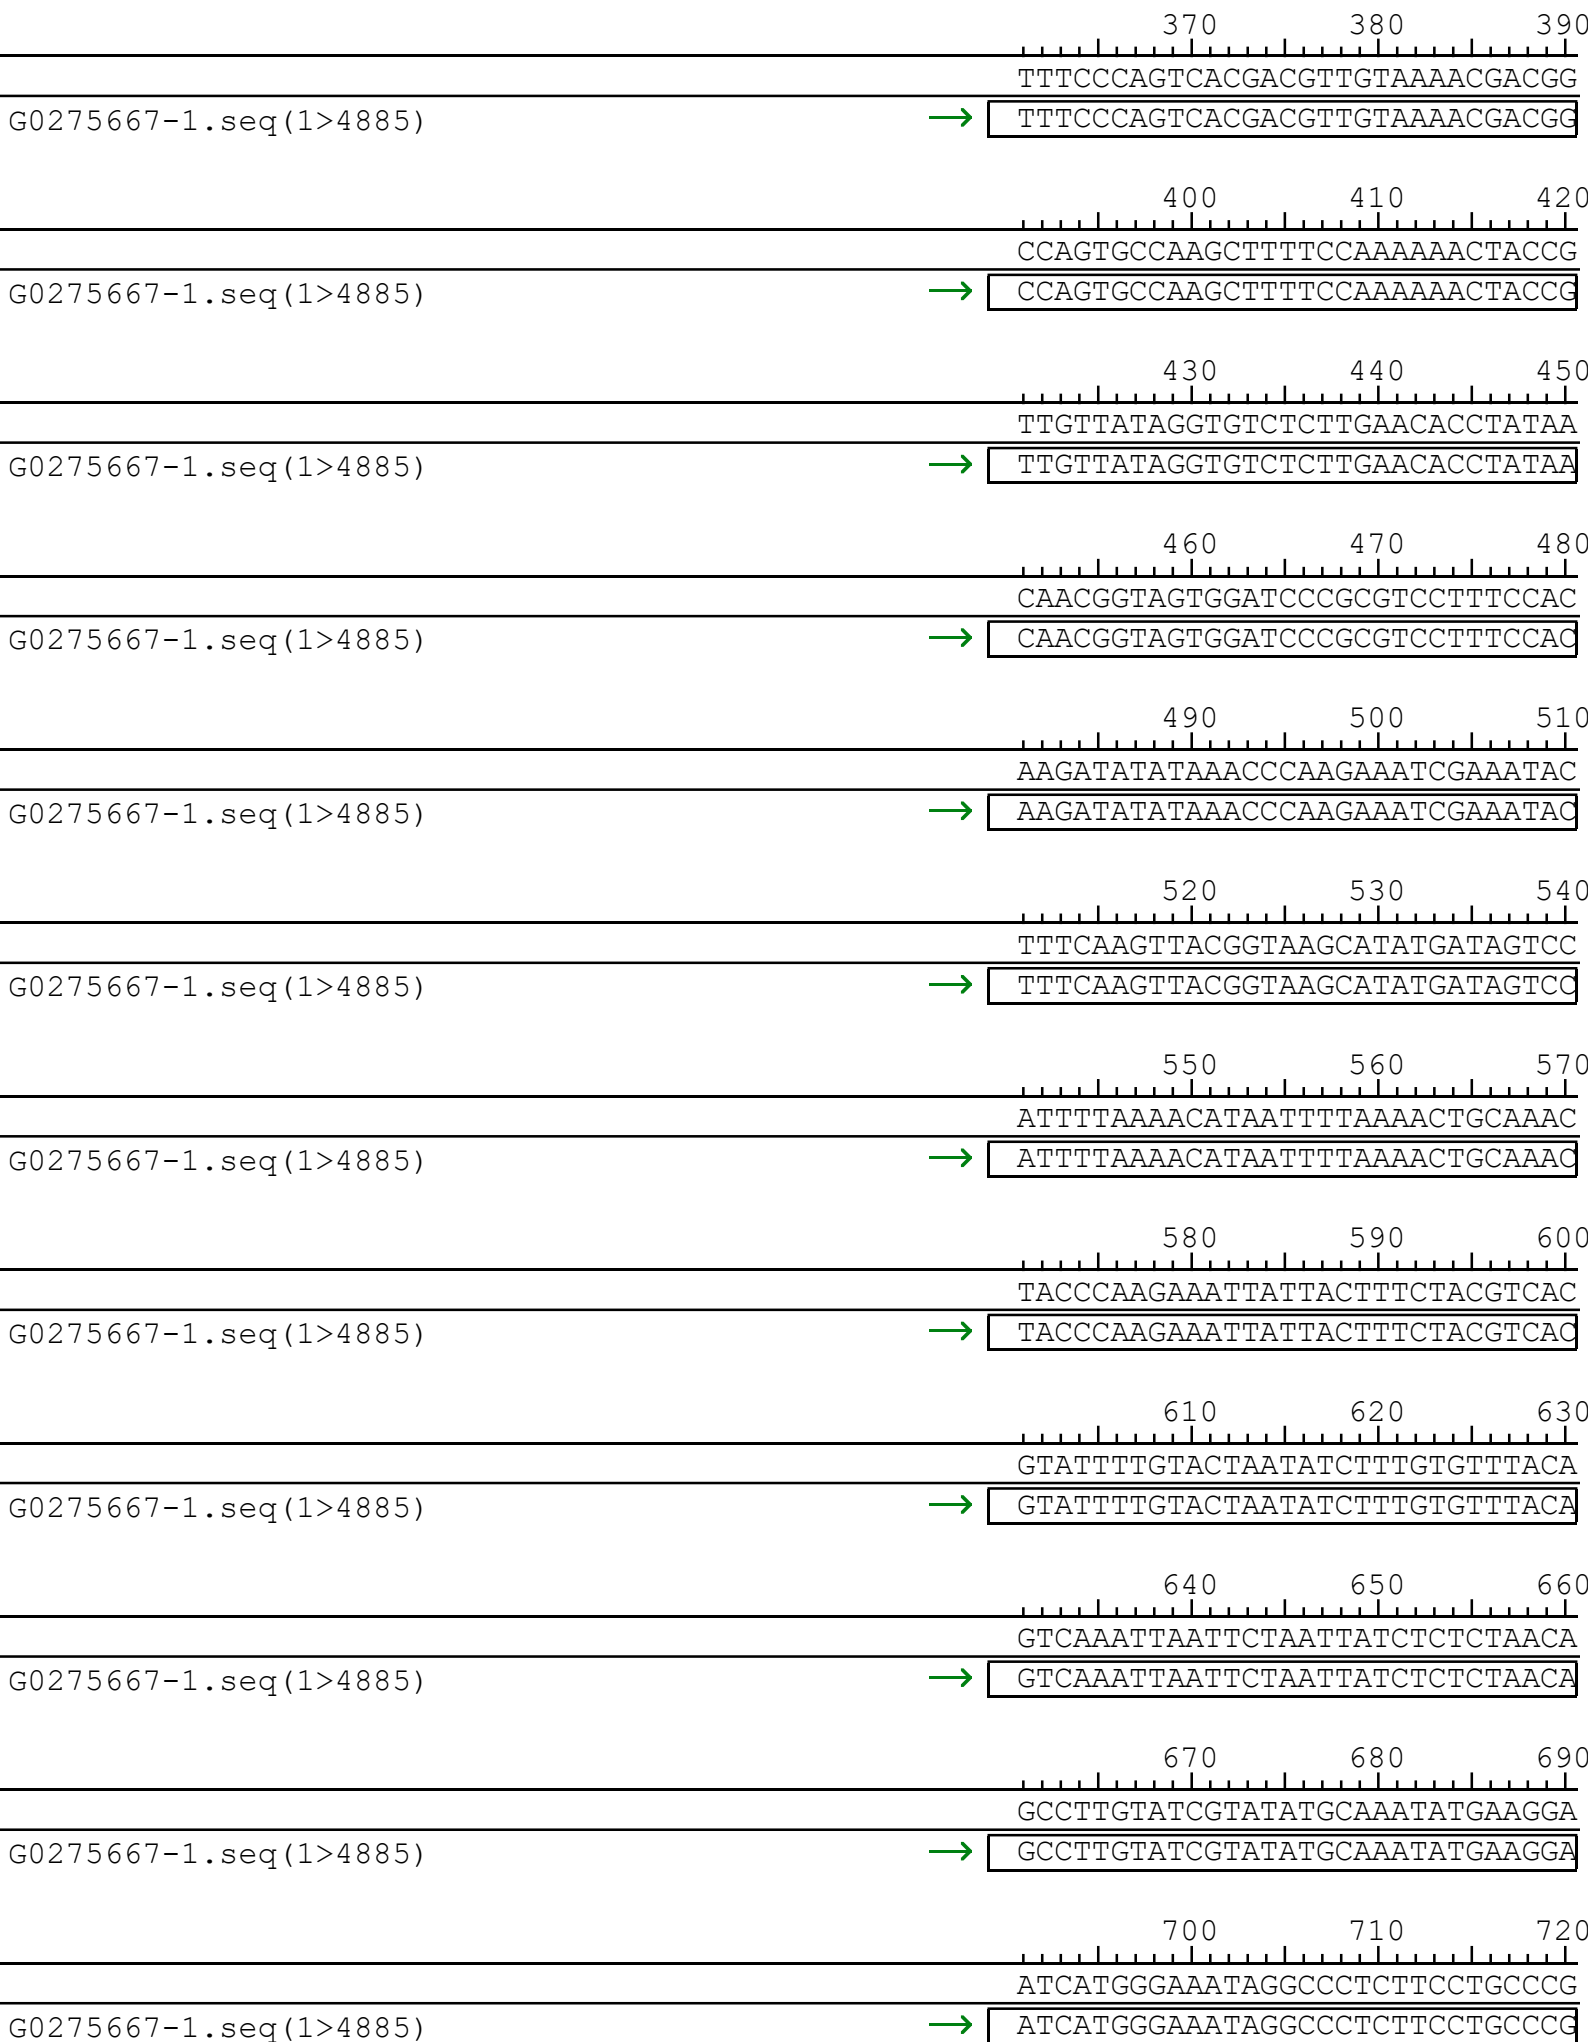 370 380 390
TTTCCCAGTCACGACGTTGTAAAACGACGG
G0275667-1.seq(1>4885) → TTTCCCAGTCACGACGTTGTAAAACGACGG
400 410 420
CCAGTGCCAAGCTTTTCCAAAAAACTACCG
G0275667-1.seq(1>4885) → CCAGTGCCAAGCTTTTCCAAAAAACTACCG
430 440 450
TTGTTATAGGTGTCTCTTGAACACCTATAA
G0275667-1.seq(1>4885) → TTGTTATAGGTGTCTCTTGAACACCTATAA
460 470 480
CAACGGTAGTGGATCCCGCGTCCTTTCCAC
G0275667-1.seq(1>4885) → CAACGGTAGTGGATCCCGCGTCCTTTCCAC
490 500 510
AAGATATATAAACCCAAGAAATCGAAATAC
G0275667-1.seq(1>4885) → AAGATATATAAACCCAAGAAATCGAAATAC
520 530 540
TTTCAAGTTACGGTAAGCATATGATAGTCC
G0275667-1.seq(1>4885) → TTTCAAGTTACGGTAAGCATATGATAGTCC
550 560 570
ATTTTAAAACATAATTTTAAAACTGCAAAC
G0275667-1.seq(1>4885) → ATTTTAAAACATAATTTTAAAACTGCAAAC
580 590 600
TACCCAAGAAATTATTACTTTCTACGTCAC
G0275667-1.seq(1>4885) → TACCCAAGAAATTATTACTTTCTACGTCAC
610 620 630
GTATTTTGTACTAATATCTTTGTGTTTACA
G0275667-1.seq(1>4885) → GTATTTTGTACTAATATCTTTGTGTTTACA
640 650 660
GTCAAATTAATTCTAATTATCTCTCTAACA
G0275667-1.seq(1>4885) → GTCAAATTAATTCTAATTATCTCTCTAACA
670 680 690
GCCTTGTATCGTATATGCAAATATGAAGGA
G0275667-1.seq(1>4885) → GCCTTGTATCGTATATGCAAATATGAAGGA
700 710 720
ATCATGGGAAATAGGCCCTCTTCCTGCCCG
G0275667-1.seq(1>4885) → ATCATGGGAAATAGGCCCTCTTCCTGCCCG